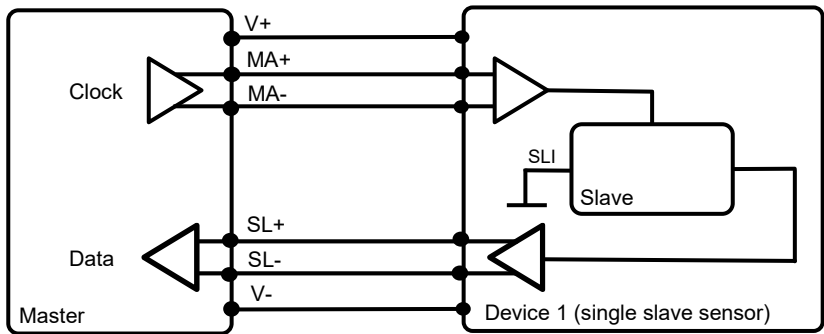 V+
MA+
Clock
MA-
SLI
Slave
SL+
Data
SL-
V-
Master
Device 1 (single slave sensor)